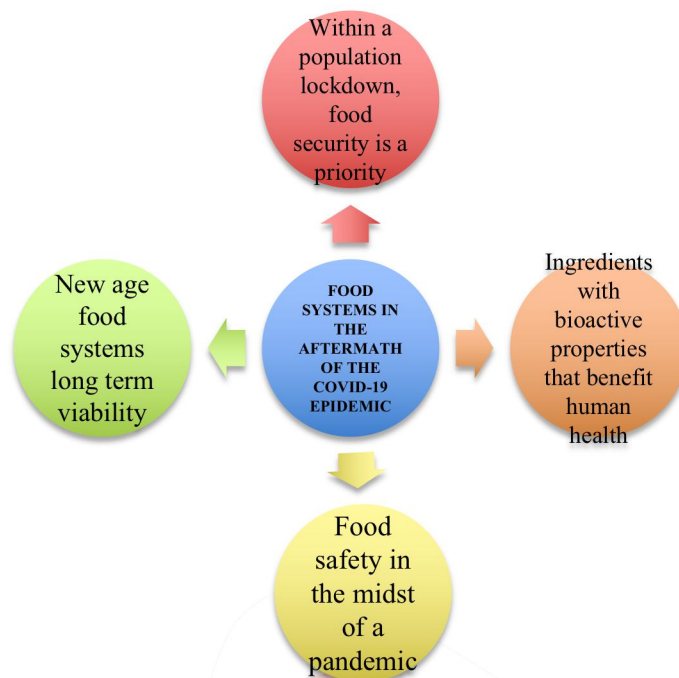 Within a
population
lockdown,
food
security is a
priority
New age
food
systems
long term
viability
FOOD
SYSTEMS IN
THE
AFTERMATH
OF THE
COVID-19
EPIDEMIC
Ingredients
with
bioactive
properties
that benefit
human
health
Food
safety in
the midst
of a
pandemic